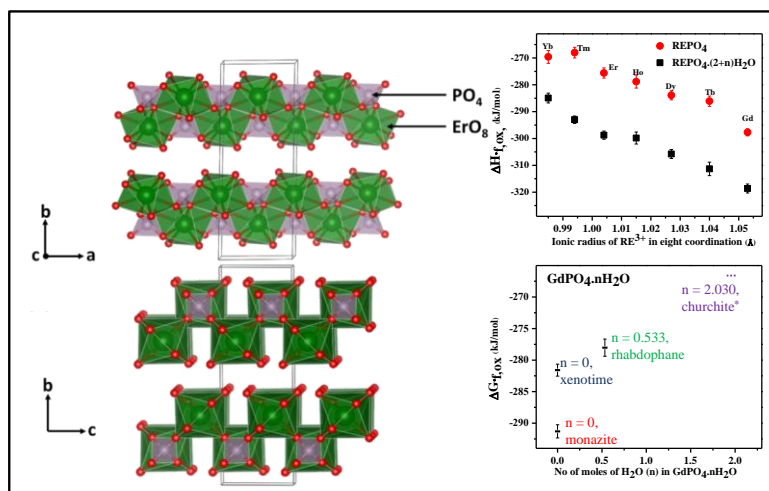 PO4
ErO8
b
c
a
b
c
REPO4
REPO4.(2+n)H2O
Yb
Tm
Er
Ho
Dy
Tb
Gd
-270
-280
-290
-300
-310
-320
ΔH∘f,ox, (kJ/mol)
0.99 1.00 1.01 1.02 1.03 1.04 1.05
Ionic radius of RE3+ in eight coordination (Å)
GdPO4.nH2O
n = 2.030,
churchite*
n = 0.533,
rhabdophane
n = 0,
xenotime
n = 0,
monazite
-265
-270
-275
-280
-285
-290
ΔG∘f,ox (kJ/mol)
0.0 0.5 1.0 1.5 2.0
No of moles of H2O (n) in GdPO4.nH2O